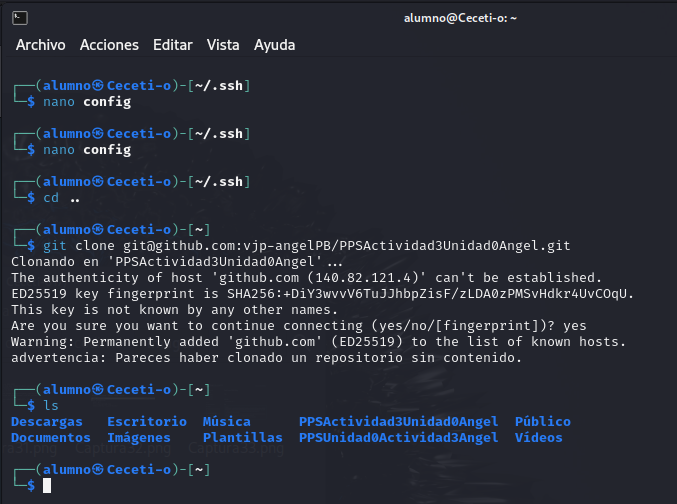 alumno@Ceceti-o: ~
Archivo Acciones Editar Vista Ayuda
┌──(alumno㉿Ceceti-o)-[~/.ssh]
└─$ nano config
┌──(alumno㉿Ceceti-o)-[~/.ssh]
└─$ nano config
┌──(alumno㉿Ceceti-o)-[~/.ssh]
└─$ cd ..
┌──(alumno㉿Ceceti-o)-[~]
└─$ git clone git@github.com:vjp-angelPB/PPSActividad3Unidad0Angel.git
Clonando en 'PPSActividad3Unidad0Angel'...
The authenticity of host 'github.com (140.82.121.4)' can't be established.
ED25519 key fingerprint is SHA256:+DiY3wvvV6TuJJhbpZisF/zLDA0zPMSvHdkr4UvCOqU.
This key is not known by any other names.
Are you sure you want to continue connecting (yes/no/[fingerprint])? yes
Warning: Permanently added 'github.com' (ED25519) to the list of known hosts.
advertencia: Pareces haber clonado un repositorio sin contenido.
┌──(alumno㉿Ceceti-o)-[~]
└─$ ls
Descargas Escritorio Música PPSActividad3Unidad0Angel Público
Documentos Imágenes Plantillas PPSUnidad0Actividad3Angel Vídeos
Captura32.png Captura33.png
┌──(alumno㉿Ceceti-o)-[~]
└─$